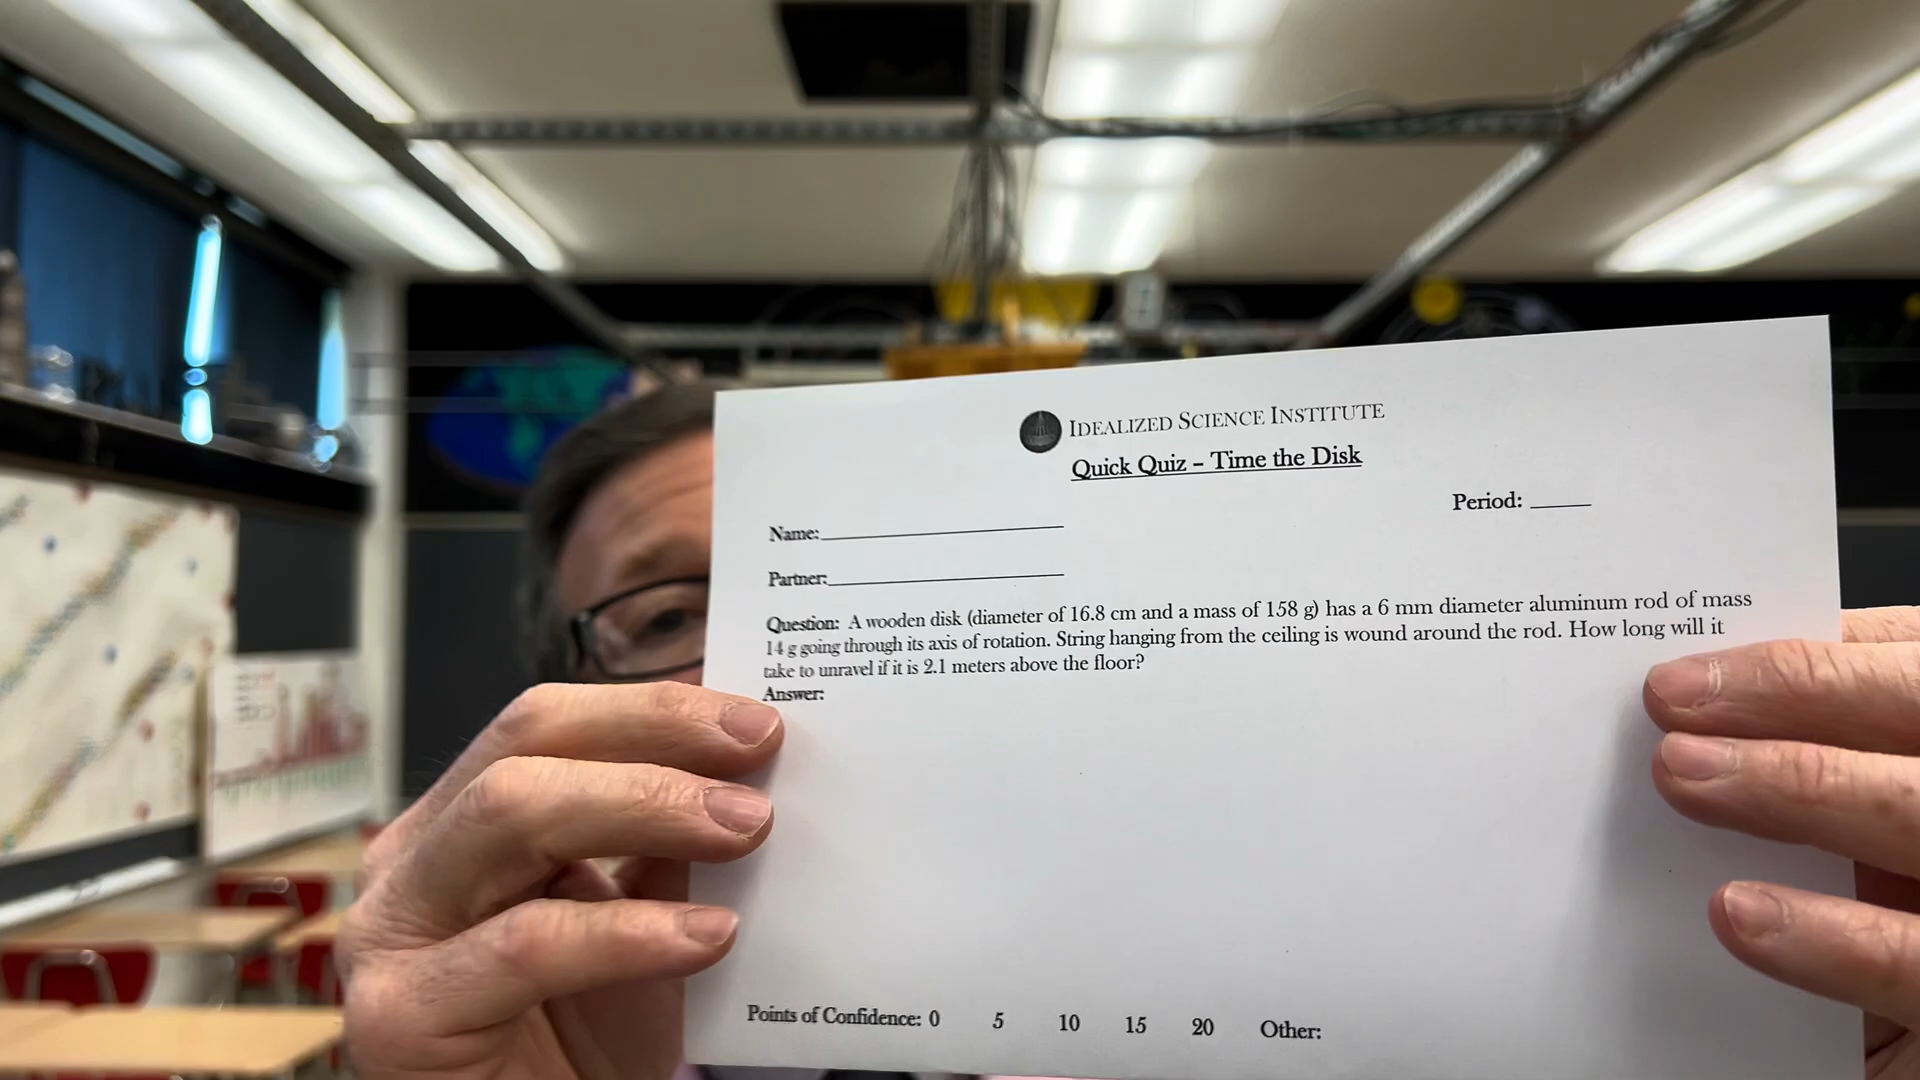 IDEALIZED SCIENCE INSTITUTE
Quick Quiz – Time the Disk
Period: _____
Name:____________________
Partner:____________________
Question: A wooden disk (diameter of 16.8 cm and a mass of 158 g) has a 6 mm diameter aluminum rod of mass
14 g going through its axis of rotation. String hanging from the ceiling is wound around the rod. How long will it
take to unravel if it is 2.1 meters above the floor?
Answer:
Points of Confidence: 0 5 10 15 20 Other: